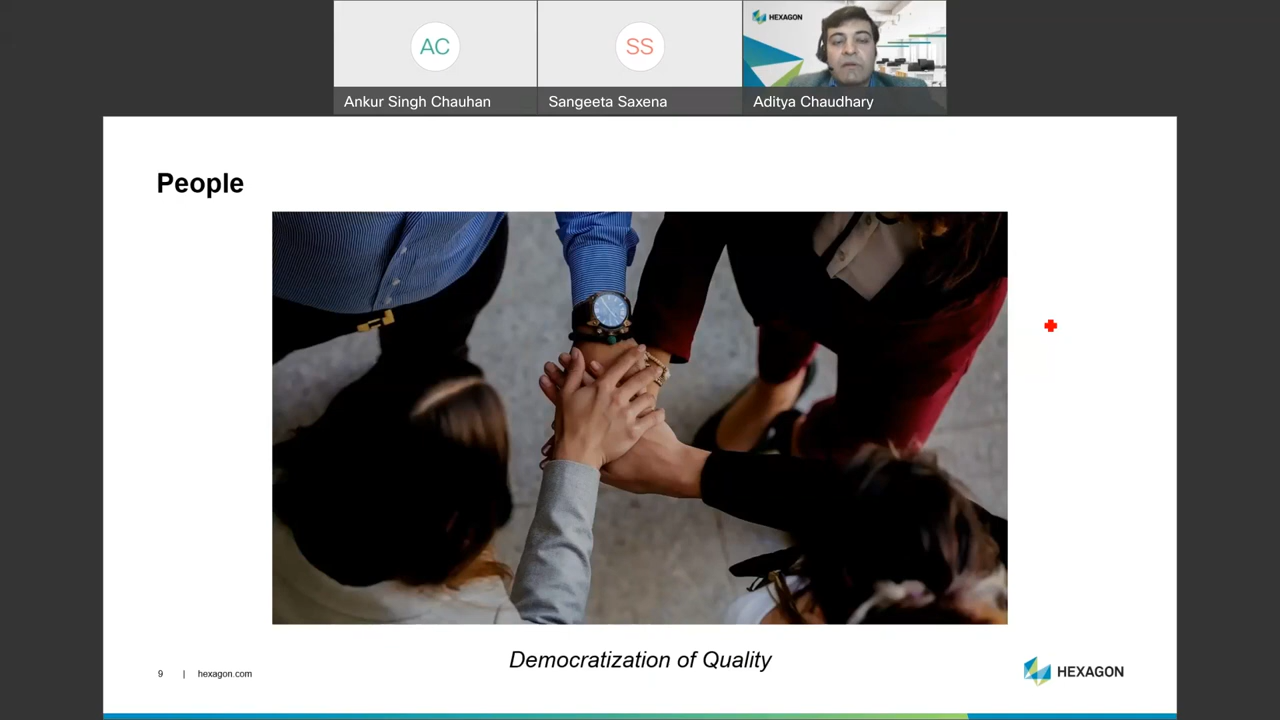 AC
SS
HEXAGON
Ankur Singh Chauhan
Sangeeta Saxena
Aditya Chaudhary
People
Democratization of Quality
9 | hexagon.com
HEXAGON